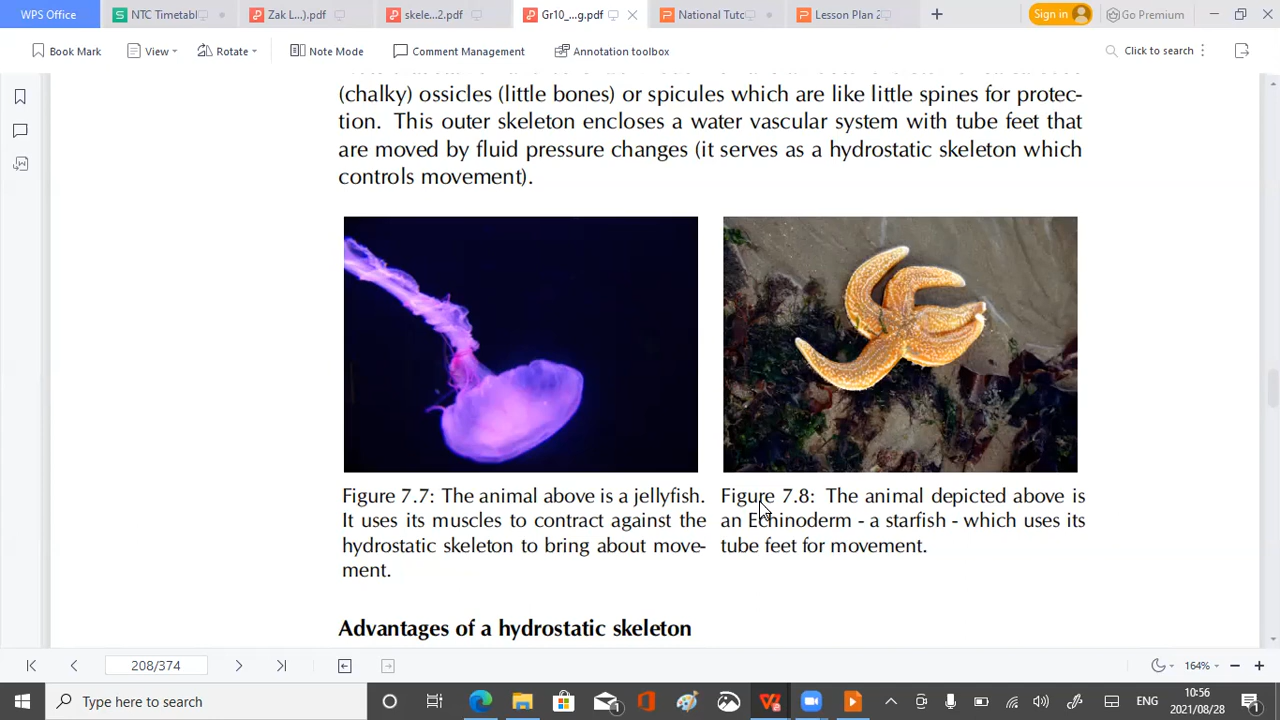 WPS Office
NTC Timetabl
Zak L...).pdf
skele...2.pdf
Gr10_...g.pdf
National Tuto
Lesson Plan 2
Sign in
Go Premium
Book Mark
View
Rotate
Note Mode
Comment Management
Annotation toolbox
Click to search
(chalky) ossicles (little bones) or spicules which are like little spines for protec-
tion. This outer skeleton encloses a water vascular system with tube feet that
are moved by fluid pressure changes (it serves as a hydrostatic skeleton which
controls movement).
Figure 7.7: The animal above is a jellyfish.
It uses its muscles to contract against the
hydrostatic skeleton to bring about move-
ment.
Figure 7.8: The animal depicted above is
an Echinoderm - a starfish - which uses its
tube feet for movement.
Advantages of a hydrostatic skeleton
208/374
164%
Type here to search
ENG
10:56
2021/08/28